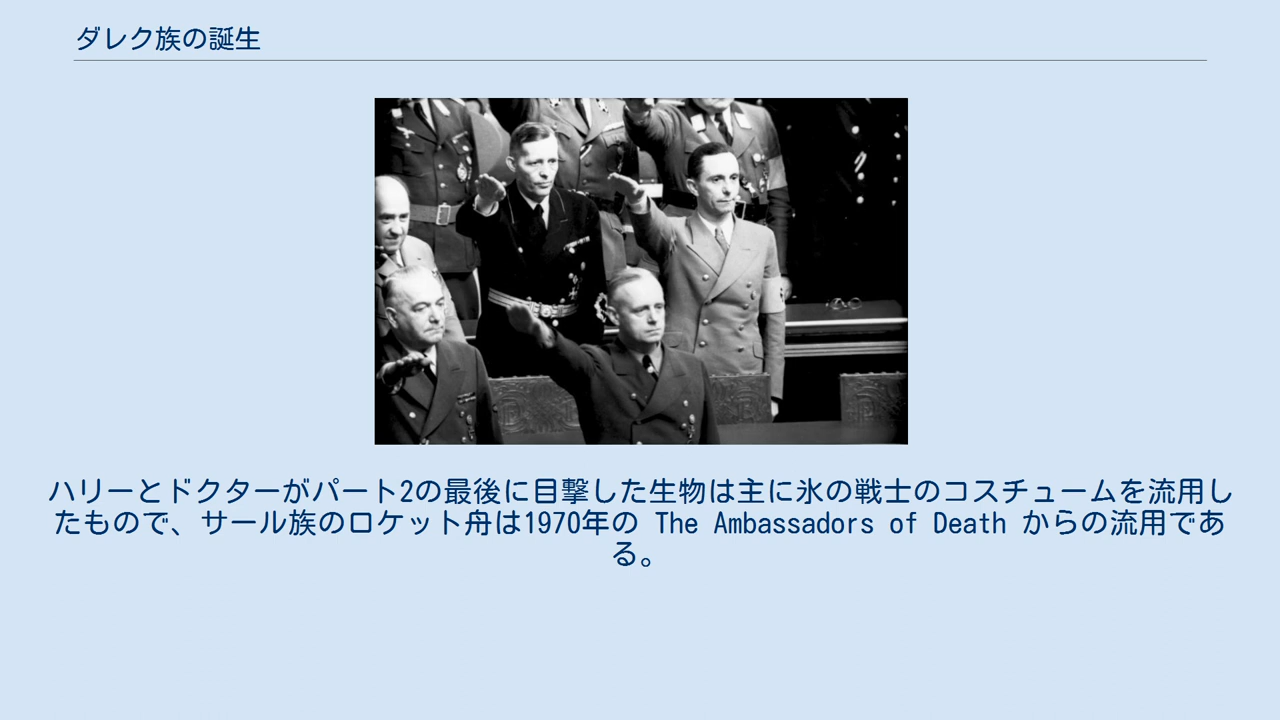 ダレク族の誕生
ハリーとドクターがパート2の最後に目撃した生物は主に氷の戦士のコスチュームを流用し
たもので、サール族のロケット舟は1970年の The Ambassadors of Death からの流用であ
る。